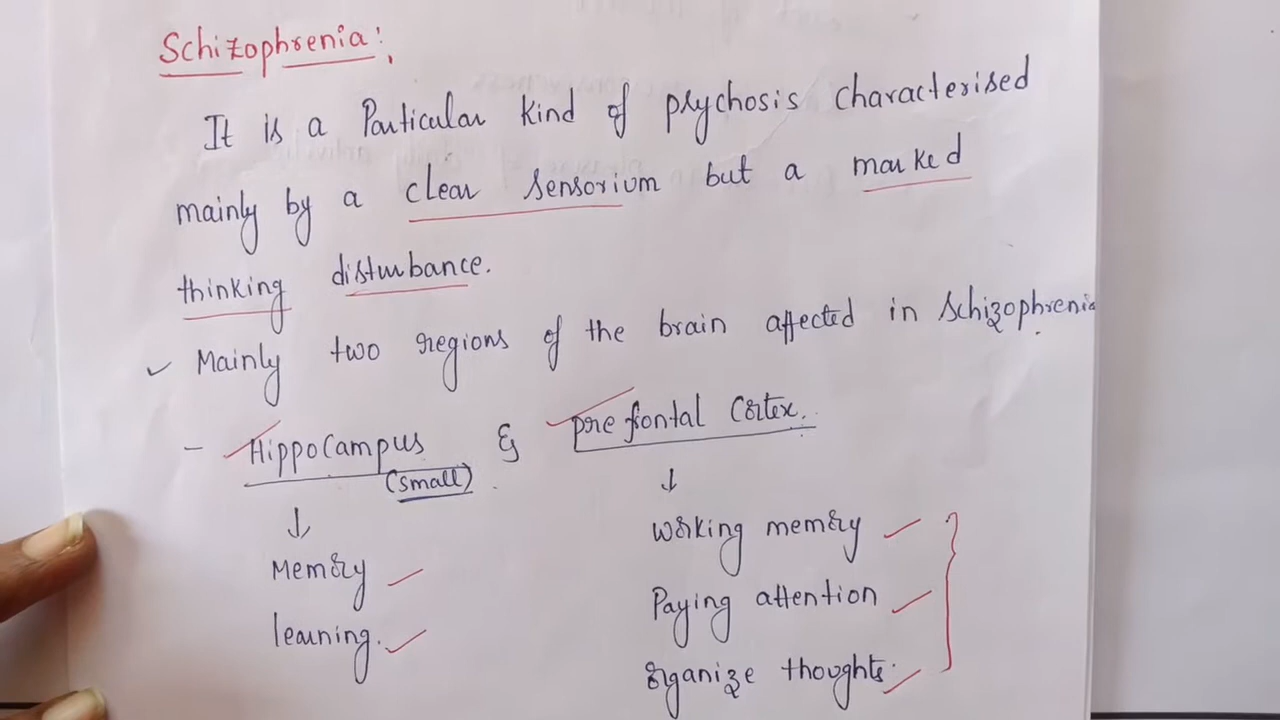 Schizophrenia:
It is a Particular kind of psychosis characterised
mainly by a clear sensorium but a marked
thinking disturbance.
✓ Mainly two regions of the brain affected in Schizophrenia
- Hippocampus & prefrontal Cortex.
(small)
↓ ↓
Memory working memory
learning. Paying attention
organize thoughts.